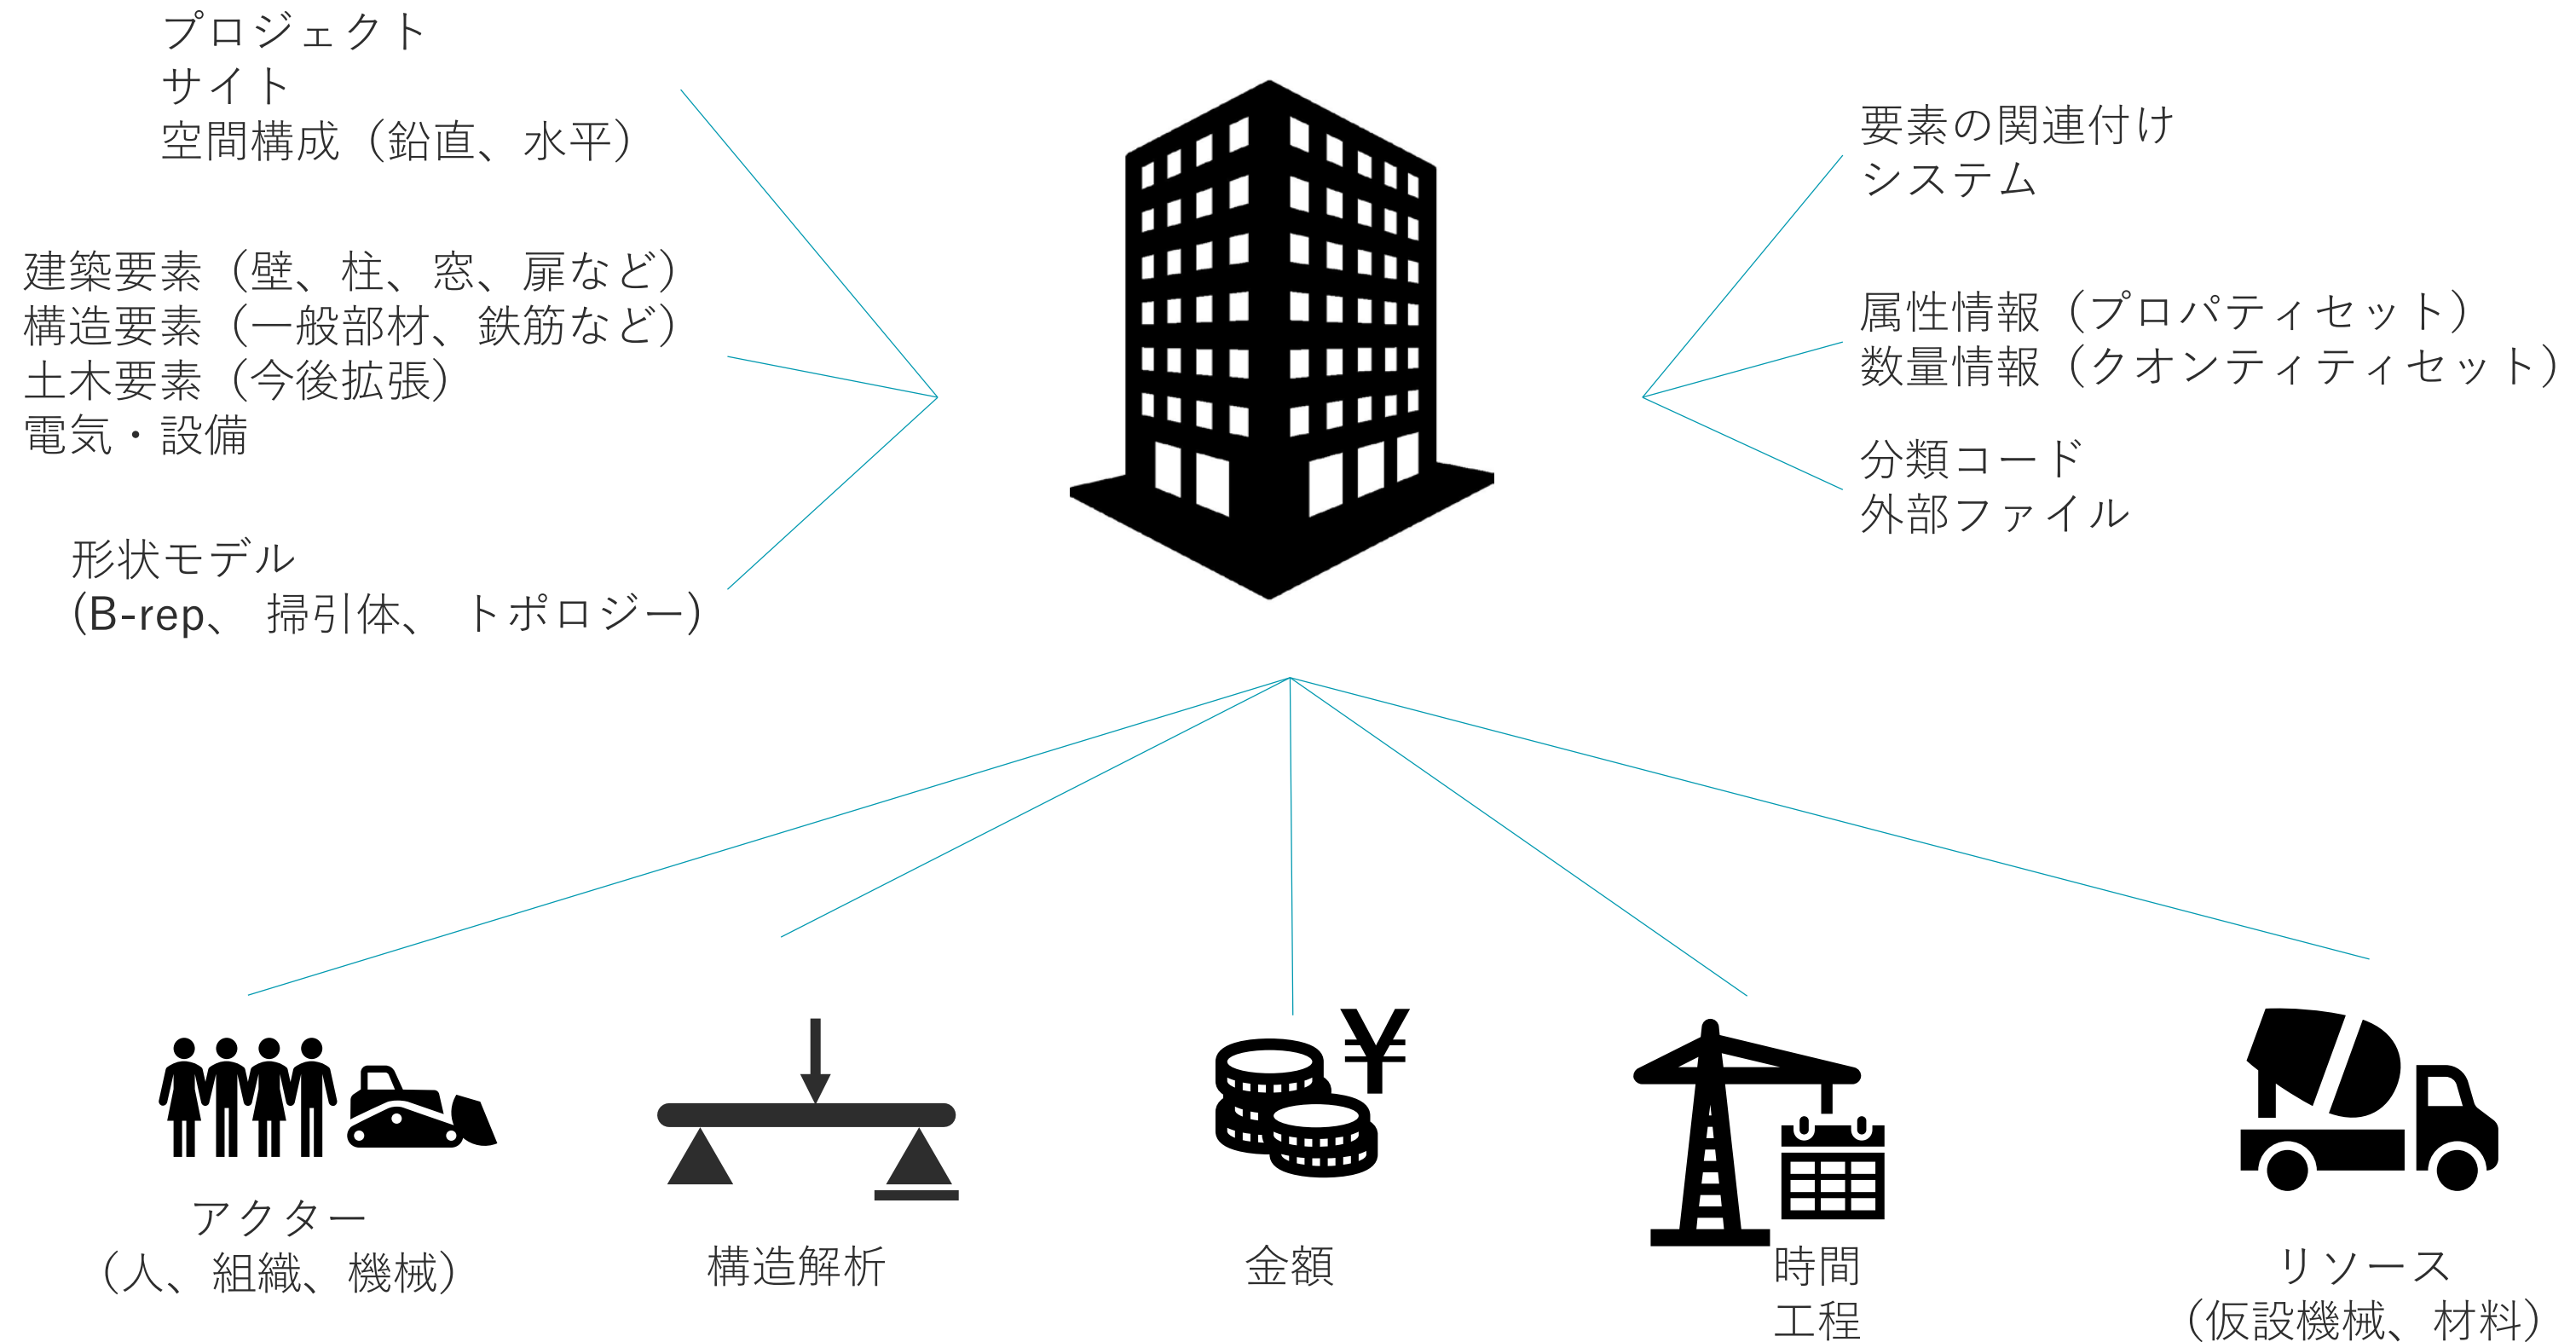 プロジェクト
サイト
空間構成（鉛直、水平）
建築要素（壁、柱、窓、扉など）
構造要素（一般部材、鉄筋など）
土木要素（今後拡張）
電気・設備
形状モデル
(B-rep、 掃引体、 トポロジー)
要素の関連付け
システム
属性情報（プロパティセット）
数量情報（クオンティティセット）
分類コード
外部ファイル
¥
アクター
（人、組織、機械）
構造解析
金額
時間
工程
リソース
（仮設機械、材料）